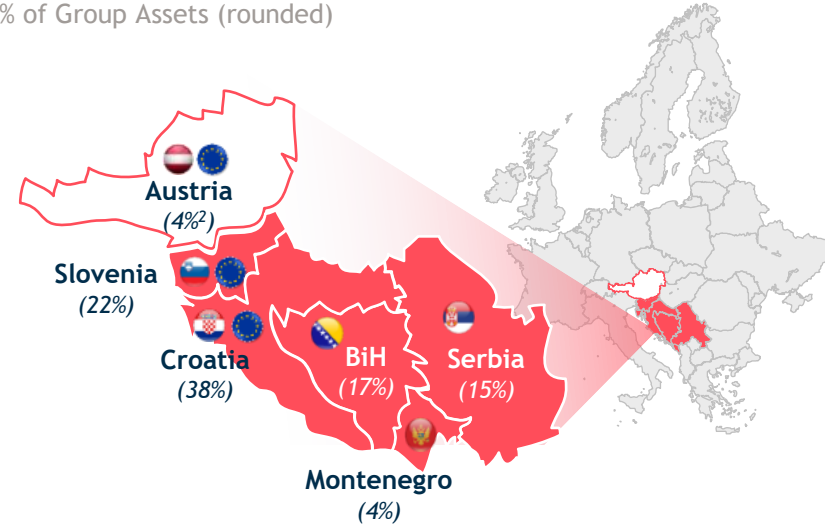 % of Group Assets (rounded)
Austria
(4%²)
Slovenia
(22%)
Croatia
(38%)
BiH
(17%)
Serbia
(15%)
Montenegro
(4%)